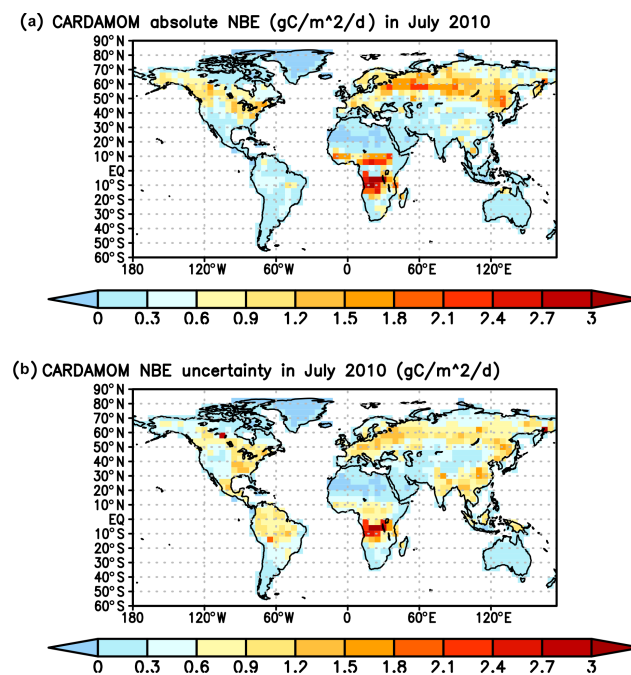 (a) CARDAMOM absolute NBE (gC/m^2/d) in July 2010
90°N
80°N
70°N
60°N
50°N
40°N
30°N
20°N
10°N
EQ
10°S
20°S
30°S
40°S
50°S
60°S
180 120°W 60°W 0 60°E 120°E
0 0.3 0.6 0.9 1.2 1.5 1.8 2.1 2.4 2.7 3
(b) CARDAMOM NBE uncertainty in July 2010 (gC/m^2/d)
90°N
80°N
70°N
60°N
50°N
40°N
30°N
20°N
10°N
EQ
10°S
20°S
30°S
40°S
50°S
60°S
180 120°W 60°W 0 60°E 120°E
0 0.3 0.6 0.9 1.2 1.5 1.8 2.1 2.4 2.7 3